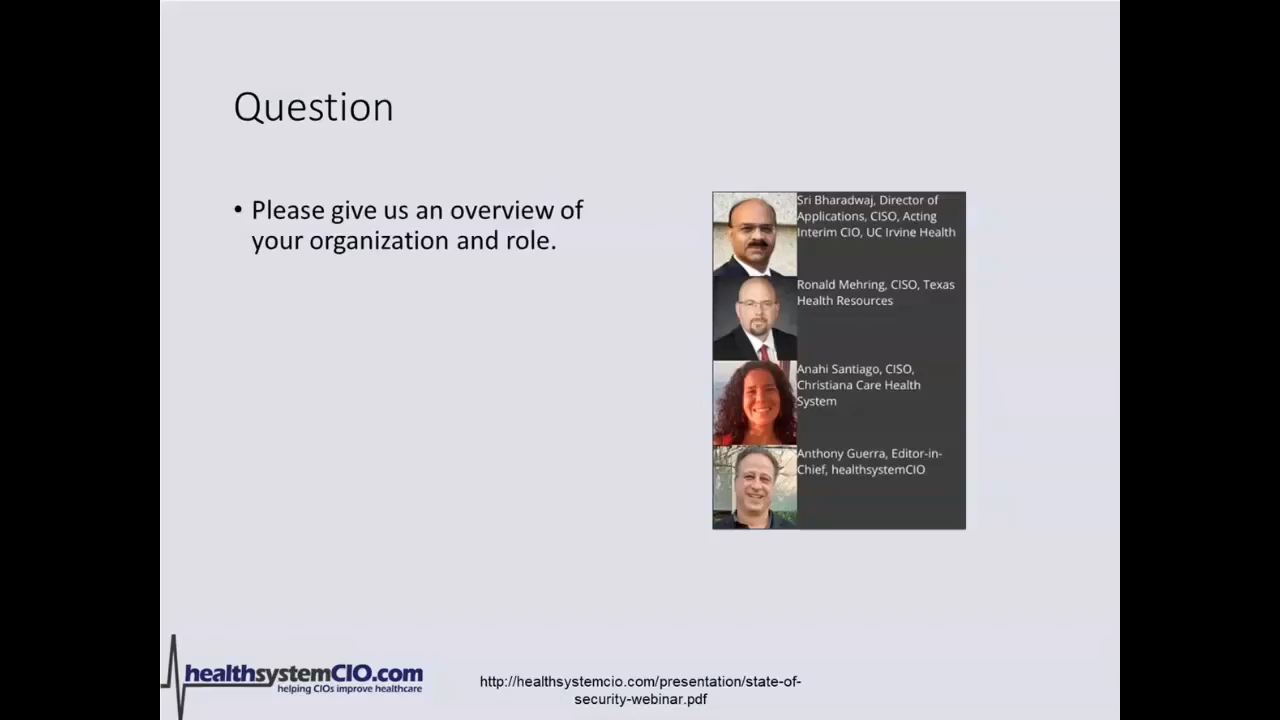 Question
• Please give us an overview of
your organization and role.
Sri Bharadwaj, Director of
Applications, CISO, Acting
Interim CIO, UC Irvine Health
Ronald Mehring, CISO, Texas
Health Resources
Anahi Santiago, CISO,
Christiana Care Health
System
Anthony Guerra, Editor-in-
Chief, healthsystemCIO
healthsystemCIO.com
helping CIOs improve healthcare
http://healthsystemcio.com/presentation/state-of-
security-webinar.pdf